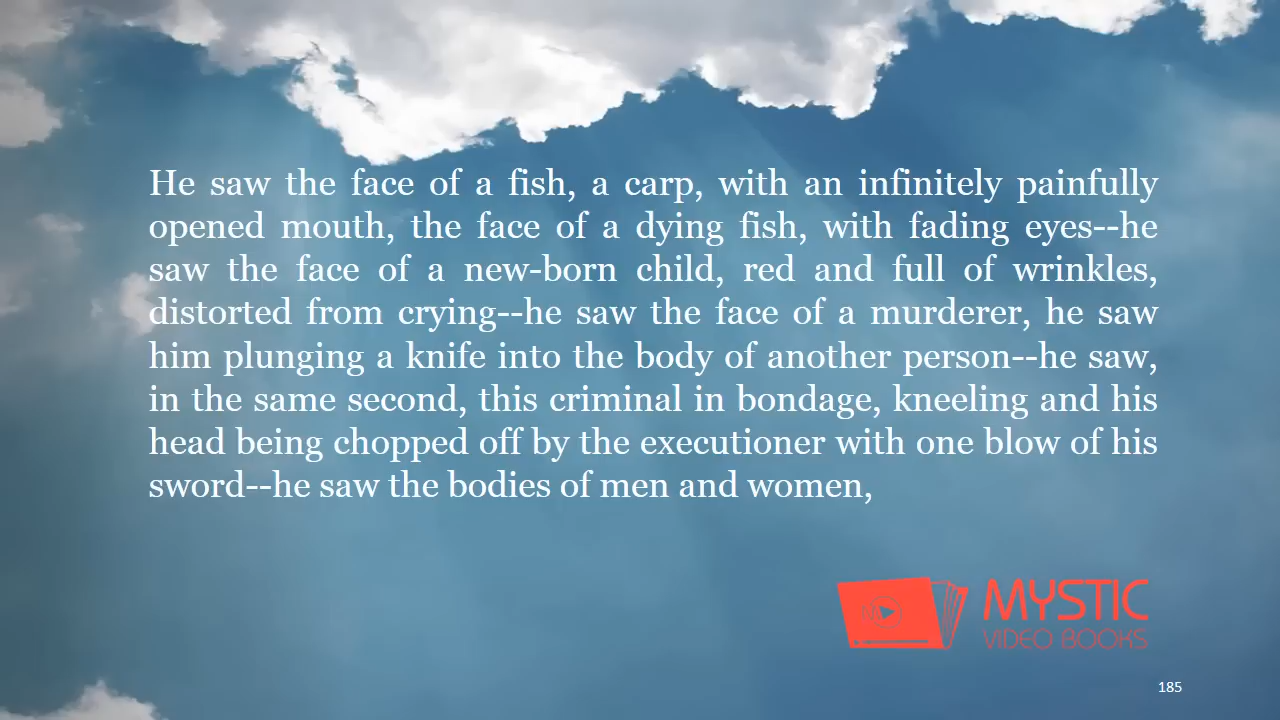 He saw the face of a fish, a carp, with an infinitely painfully
opened mouth, the face of a dying fish, with fading eyes--he
saw the face of a new-born child, red and full of wrinkles,
distorted from crying--he saw the face of a murderer, he saw
him plunging a knife into the body of another person--he saw,
in the same second, this criminal in bondage, kneeling and his
head being chopped off by the executioner with one blow of his
sword--he saw the bodies of men and women,
MYSTIC
VIDEO BOOKS
185